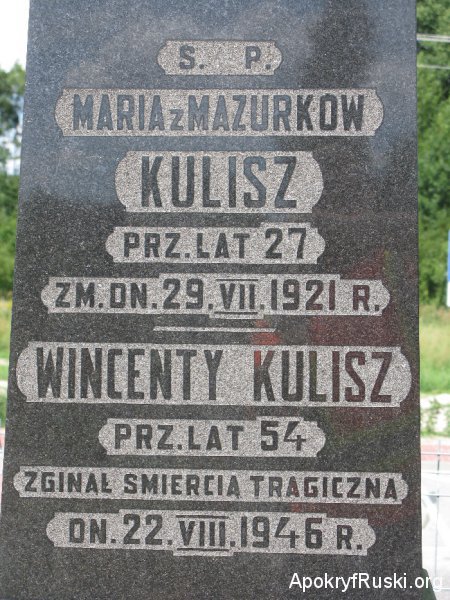 S. P.
MARIA z MAZURKOW
KULISZ
PRZ. LAT 27
ZM. DN. 29. VII. 1921 R.
WINCENTY KULISZ
PRZ. LAT 54
ZGINAŁ SMIERCIA TRAGICZNA
DN. 22. VIII. 1946 R.
ApokryfRuski.org